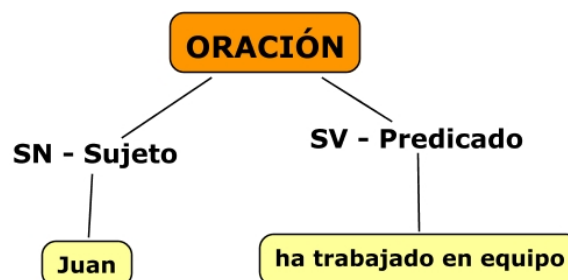 ORACIÓN
SN - Sujeto
SV - Predicado
Juan
ha trabajado en equipo